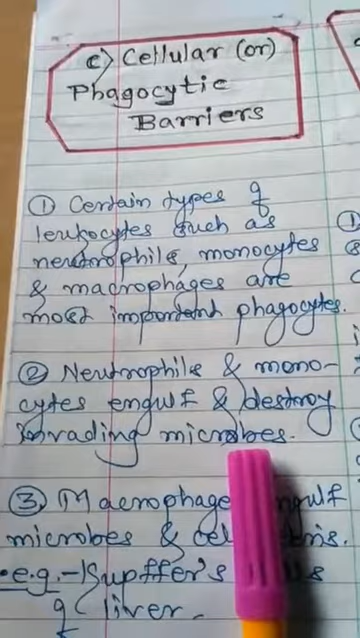 c) Cellular (or)
Phagocytic
Barriers
① Certain types of
leukocytes such as
neutrophils, monocytes
& macrophages are
most important phagocytes.
② Neutrophils & mono-
cytes engulf & destroy
invading microbes.
③ Macrophage engulf
microbes &
e.g.- Kupffer's
of liver.